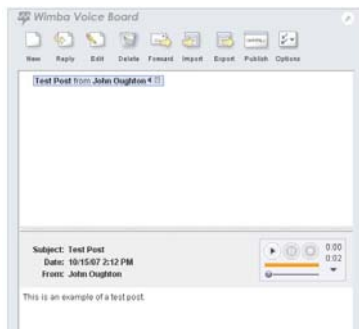 Wimba Voice Board
New Reply Edit Delete Forward Import Export Publish Options
Test Post from John Oughton
0:00
0:02
Subject: Test Post
Date: 10/15/07 2:12 PM
From: John Oughton
This is an example of a test post.